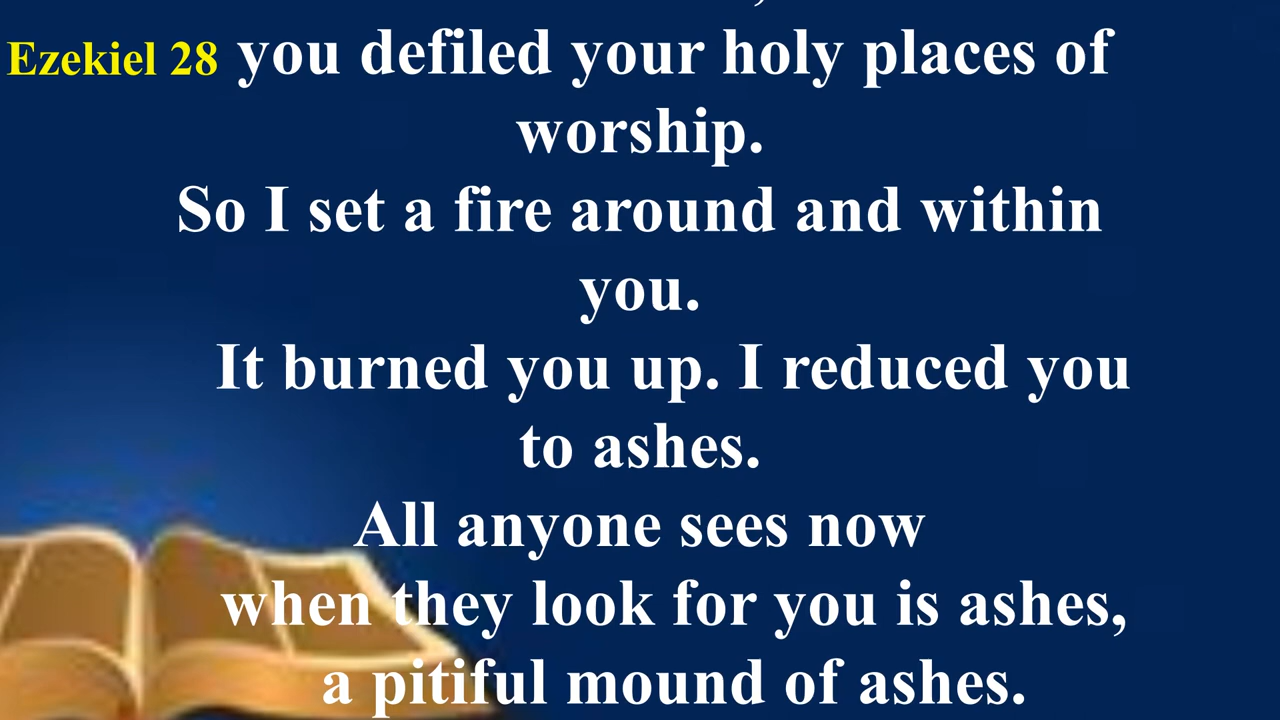 Ezekiel 28 you defiled your holy places of
worship.
So I set a fire around and within
you.
It burned you up. I reduced you
to ashes.
All anyone sees now
when they look for you is ashes,
a pitiful mound of ashes.